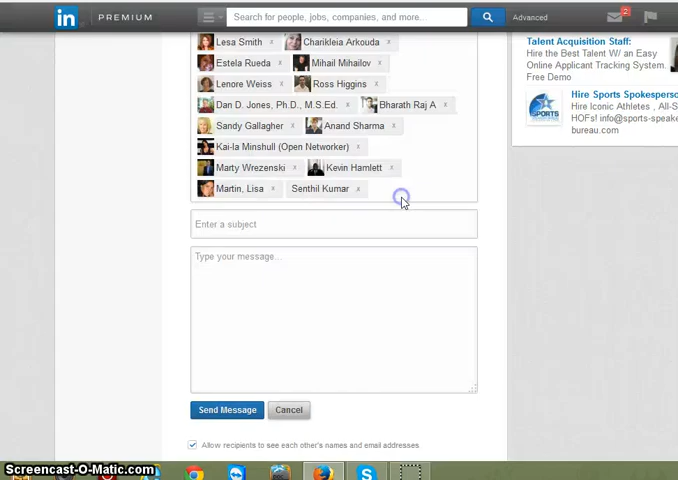 in PREMIUM Search for people, jobs, companies, and more... Advanced 2
Lesa Smith x Charikleia Arkouda x
Estela Rueda x Mihail Mihailov x
Lenore Weiss x Ross Higgins x
Dan D. Jones, Ph.D., M.S.Ed. x Bharath Raj A x
Sandy Gallagher x Anand Sharma x
Kai-la Minshull (Open Networker) x
Marty Wrezenski x Kevin Hamlett x
Martin, Lisa x Senthil Kumar x
Enter a subject
Type your message...
Send Message Cancel
Allow recipients to see each other's names and email addresses
Talent Acquisition Staff:
Hire the Best Talent W/ an Easy
Online Applicant Tracking System.
Free Demo
SPORTS
Hire Sports Spokesperso
Hire Iconic Athletes , All-S
HOFs! info@sports-speake
bureau.com
Screencast-O-Matic.com